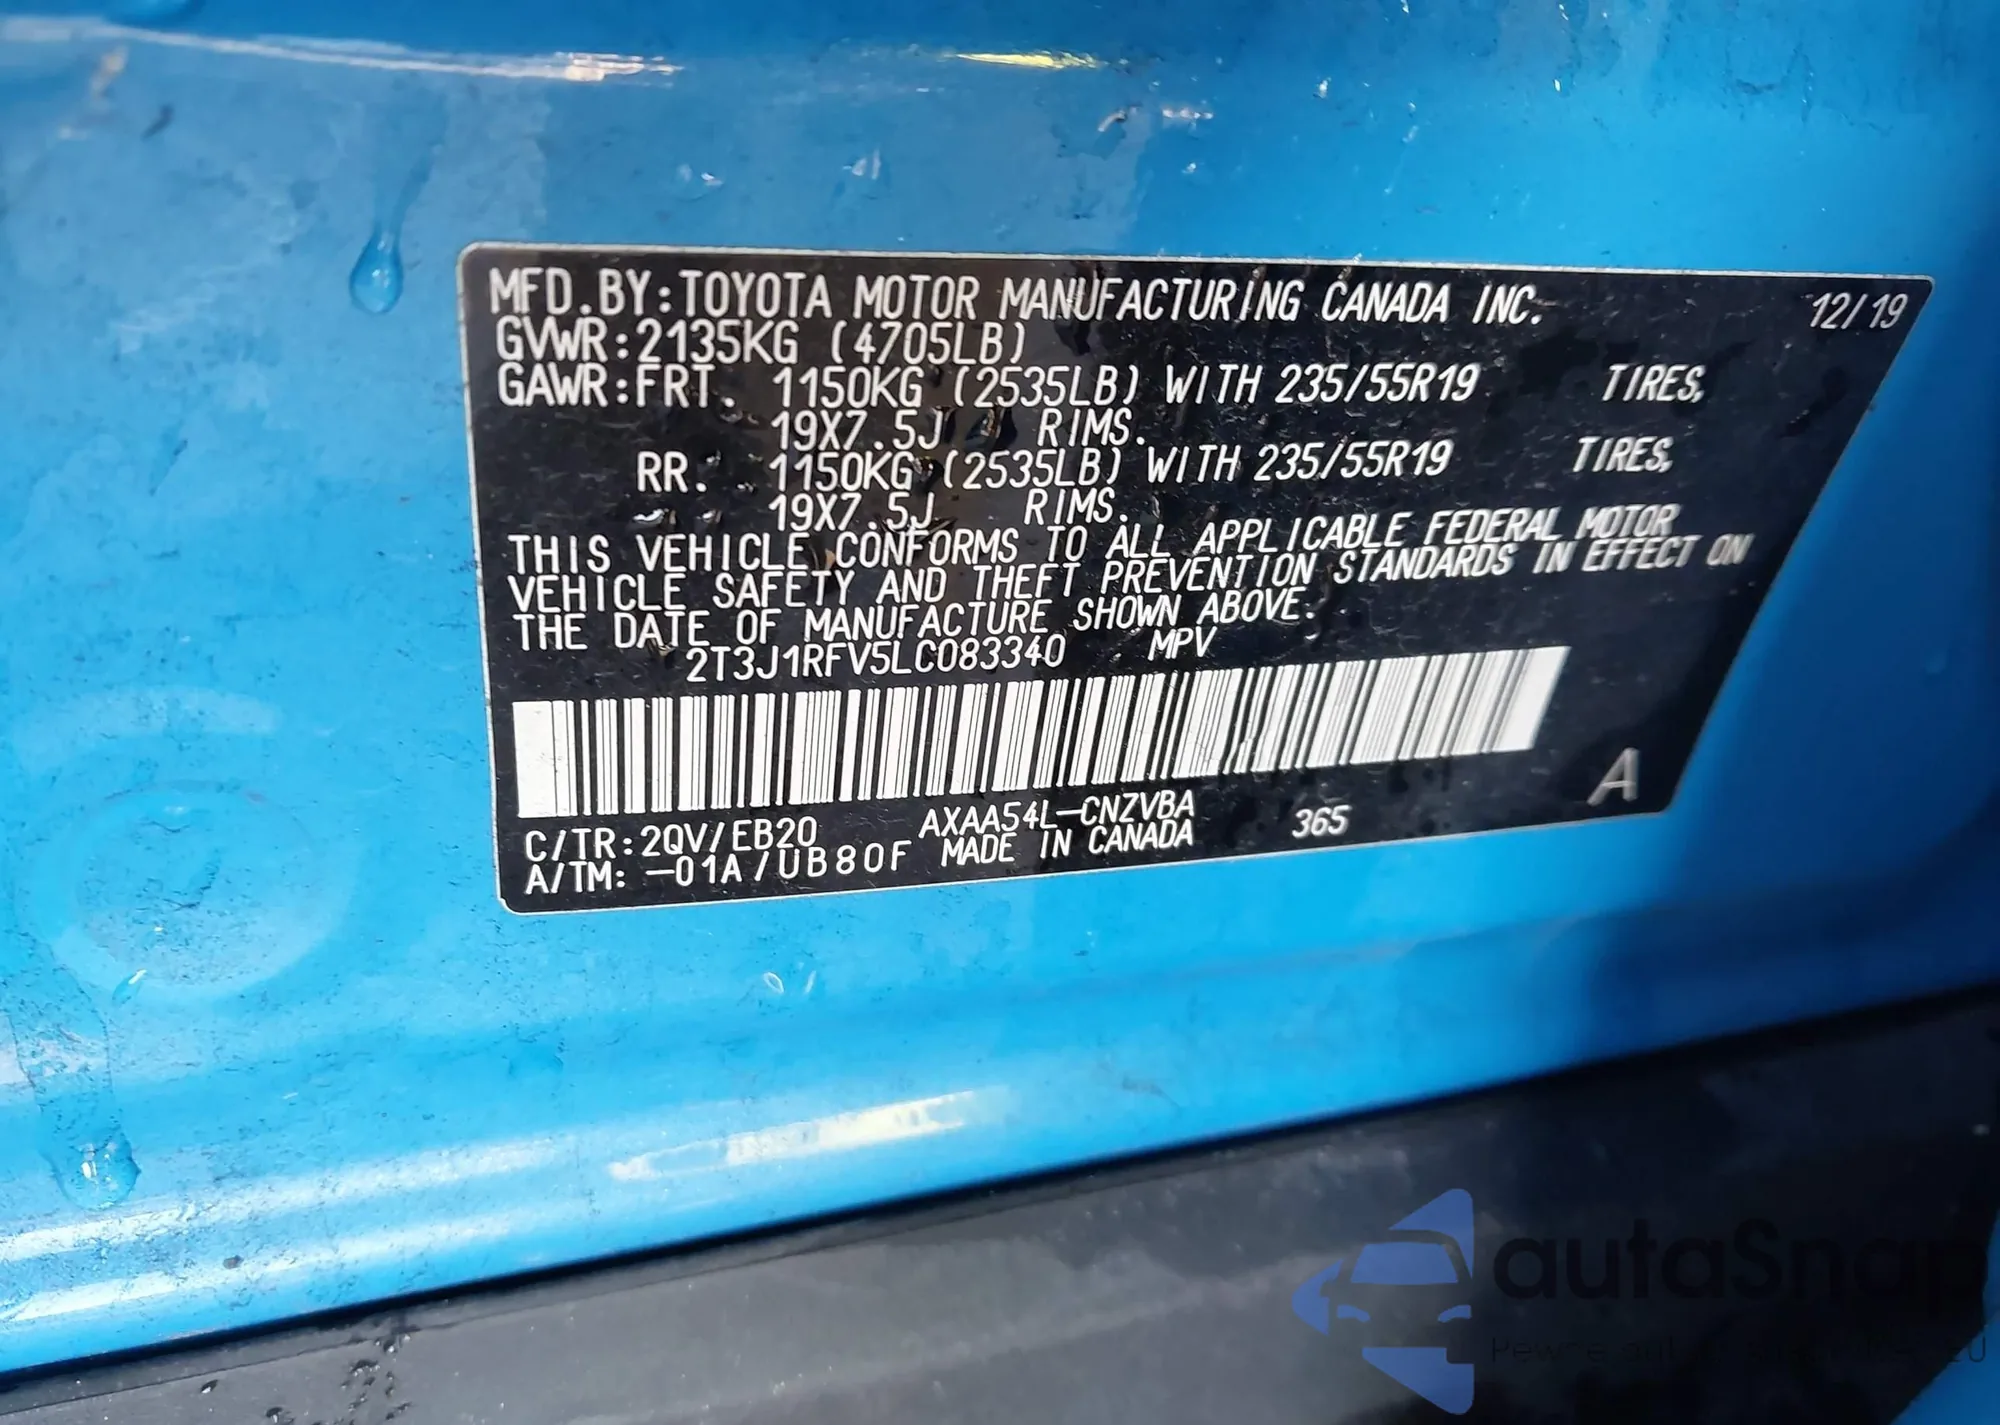 MFD.BY:TOYOTA MOTOR MANUFACTURING CANADA INC. 12/19
GVWR:2135KG (4705LB)
GAWR:FRT. 1150KG (2535LB) WITH 235/55R19 TIRES,
19X7.5J RIMS.
RR. 1150KG (2535LB) WITH 235/55R19 TIRES,
19X7.5J RIMS.
THIS VEHICLE CONFORMS TO ALL APPLICABLE FEDERAL MOTOR
VEHICLE SAFETY AND THEFT PREVENTION STANDARDS IN EFFECT ON
THE DATE OF MANUFACTURE SHOWN ABOVE.
2T3J1RFV5LC083340 MPV
A
C/TR:2QV/EB20 AXAA54L-CNZVBA 365
A/TM: -01A/UB80F MADE IN CANADA
autaSnap